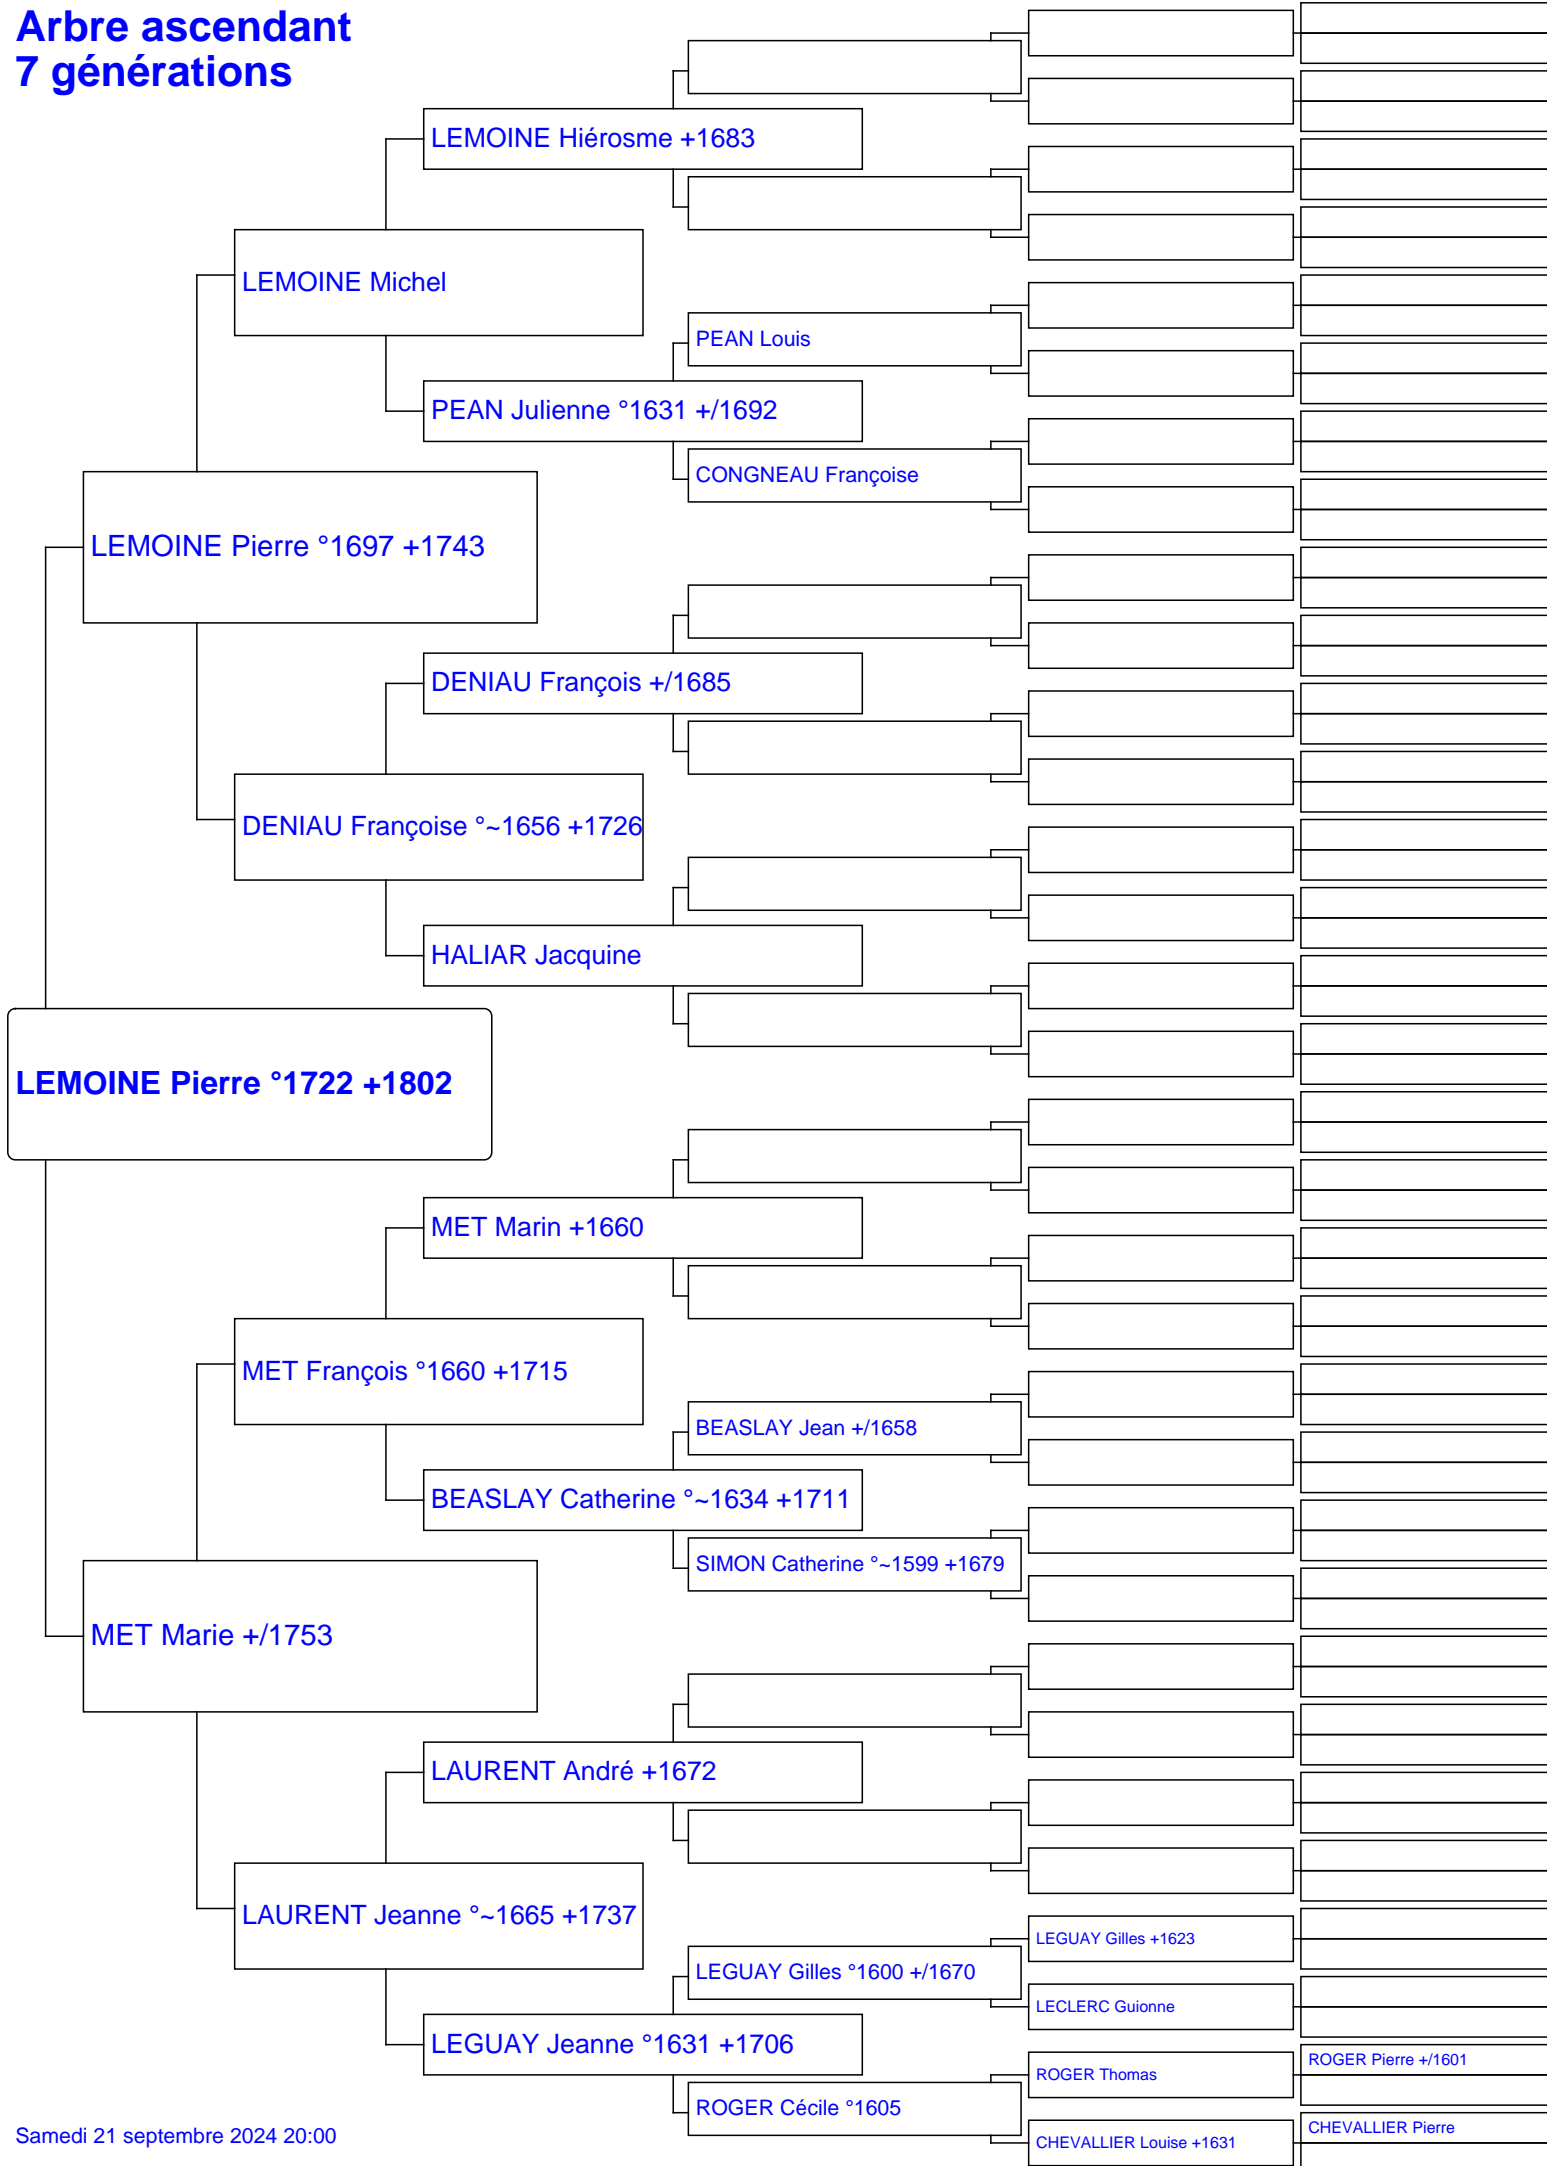 Arbre ascendant
7 générations
LEMOINE Hiérosme +1683
LEMOINE Michel
PEAN Louis
PEAN Julienne °1631 +/1692
CONGNEAU Françoise
LEMOINE Pierre °1697 +1743
DENIAU François +/1685
DENIAU Françoise °~1656 +1726
HALIAR Jacquine
LEMOINE Pierre °1722 +1802
MET Marin +1660
MET François °1660 +1715
BEASLAY Jean +/1658
BEASLAY Catherine °~1634 +1711
SIMON Catherine °~1599 +1679
MET Marie +/1753
LAURENT André +1672
LAURENT Jeanne °~1665 +1737
LEGUAY Gilles +1623
LEGUAY Gilles °1600 +/1670
LECLERC Guionne
LEGUAY Jeanne °1631 +1706
ROGER Pierre +/1601
ROGER Thomas
ROGER Cécile °1605
CHEVALLIER Pierre
CHEVALLIER Louise +1631
Samedi 21 septembre 2024 20:00